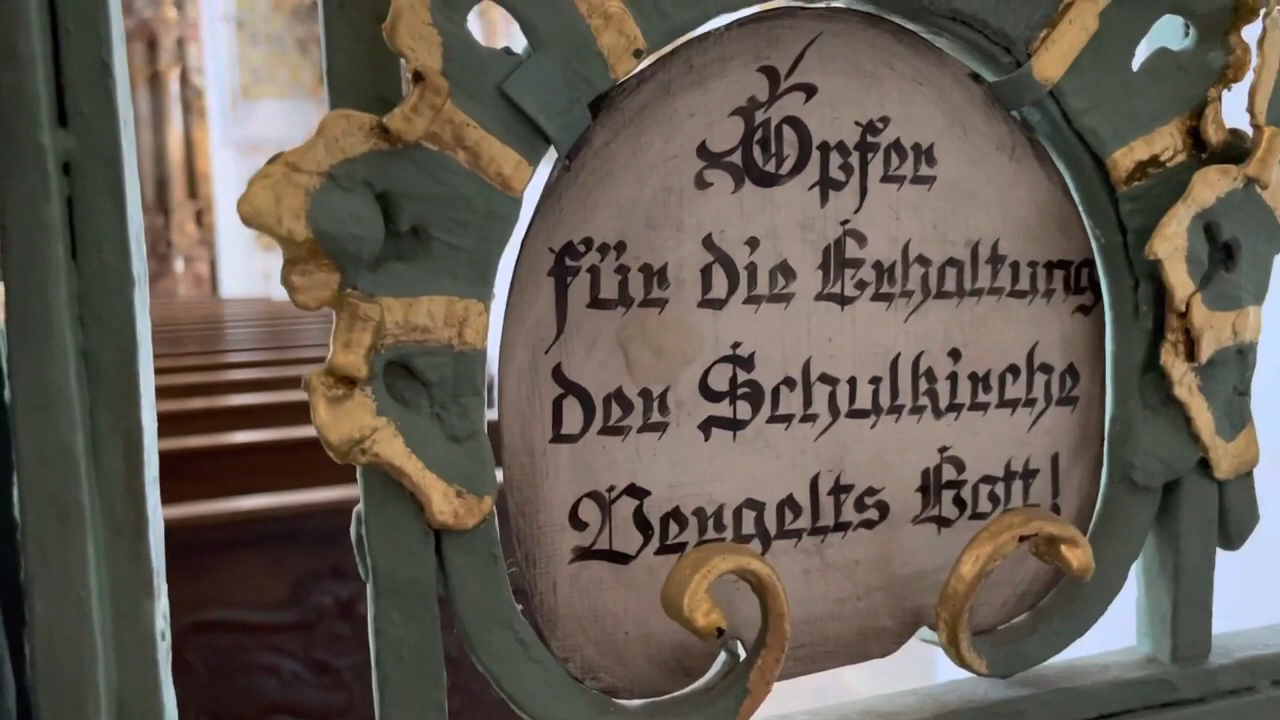 Opfer
für die Erhaltung
der Schulkirche
Vergelts Gott!